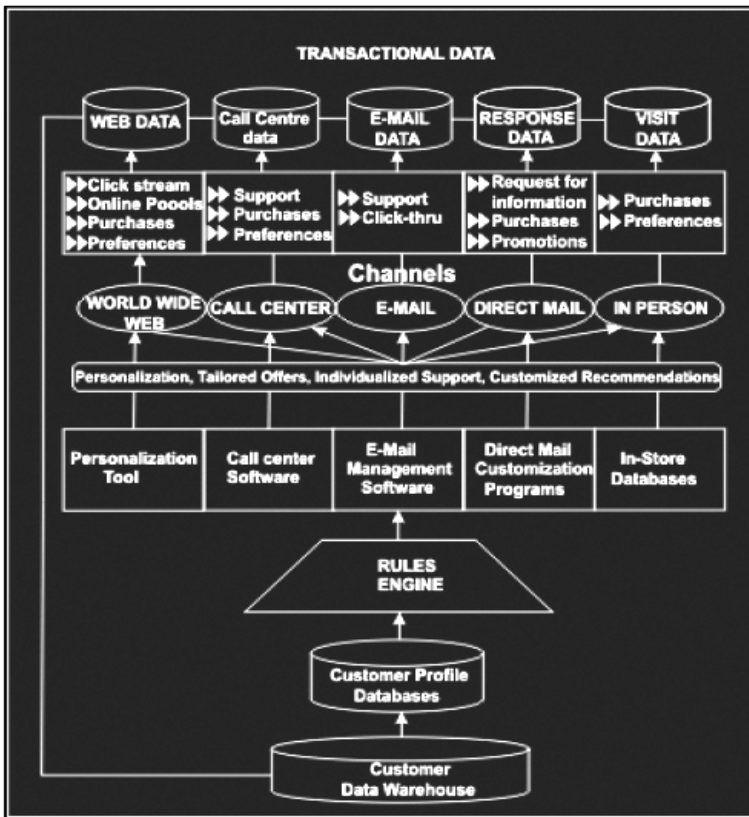 TRANSACTIONAL DATA
WEB DATA
Call Centre
data
E-MAIL
DATA
RESPONSE
DATA
VISIT
DATA
Click stream
Online Poools
Purchases
Preferences
Support
Purchases
Preferences
Support
Click-thru
Request for
information
Purchases
Promotions
Purchases
Preferences
Channels
WORLD WIDE
WEB
CALL CENTER
E-MAIL
DIRECT MAIL
IN PERSON
Personalization, Tailored Offers, Individualized Support, Customized Recommendations
Personalization
Tool
Call center
Software
E-Mail
Management
Software
Direct Mail
Customization
Programs
In-Store
Databases
RULES
ENGINE
Customer Profile
Databases
Customer
Data Warehouse